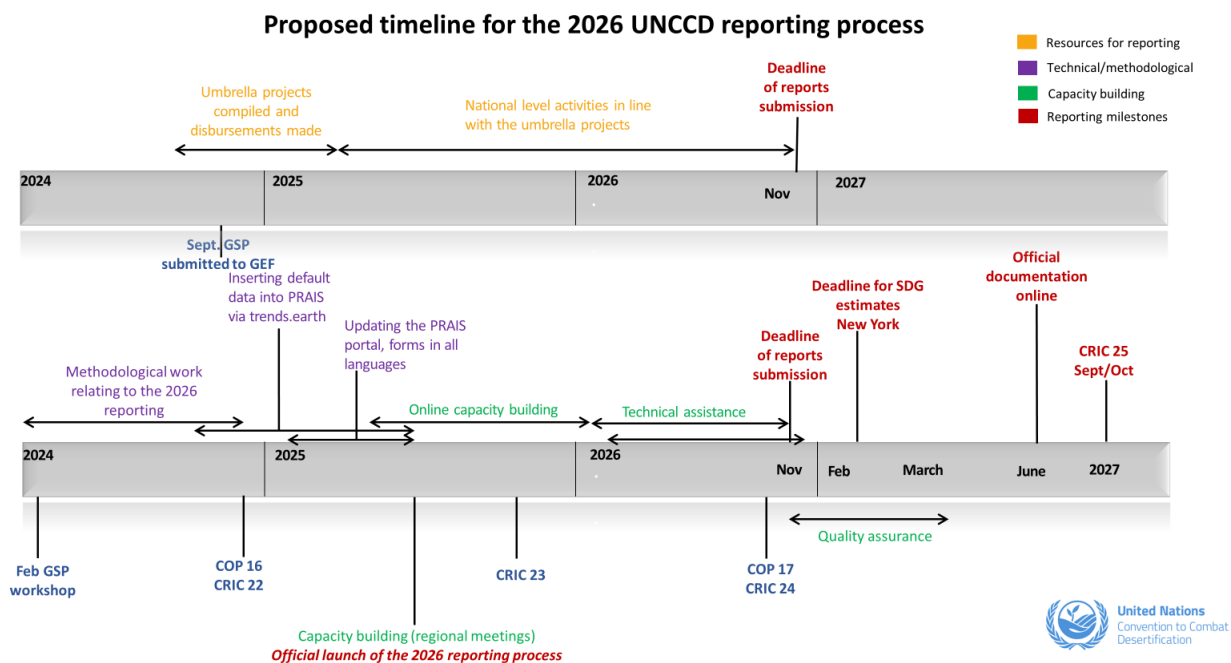 Proposed timeline for the 2026 UNCCD reporting process
Resources for reporting
Technical/methodological
Capacity building
Reporting milestones
Umbrella projects
compiled and
disbursements made
National level activities in line
with the umbrella projects
Deadline
of reports
submission
2024
2025
2026
Nov
2027
Sept. GSP
submitted to GEF
Inserting default
data into PRAIS
via trends.earth
Updating the PRAIS
portal, forms in all
languages
Methodological work
relating to the 2026
reporting
Online capacity building
Technical assistance
Deadline
of reports
submission
Deadline for SDG
estimates
New York
Official
documentation
online
CRIC 25
Sept/Oct
2024
2025
2026
Nov
Feb
March
June
2027
Feb GSP
workshop
COP 16
CRIC 22
CRIC 23
COP 17
CRIC 24
Quality assurance
Capacity building (regional meetings)
Official launch of the 2026 reporting process
United Nations
Convention to Combat
Desertification